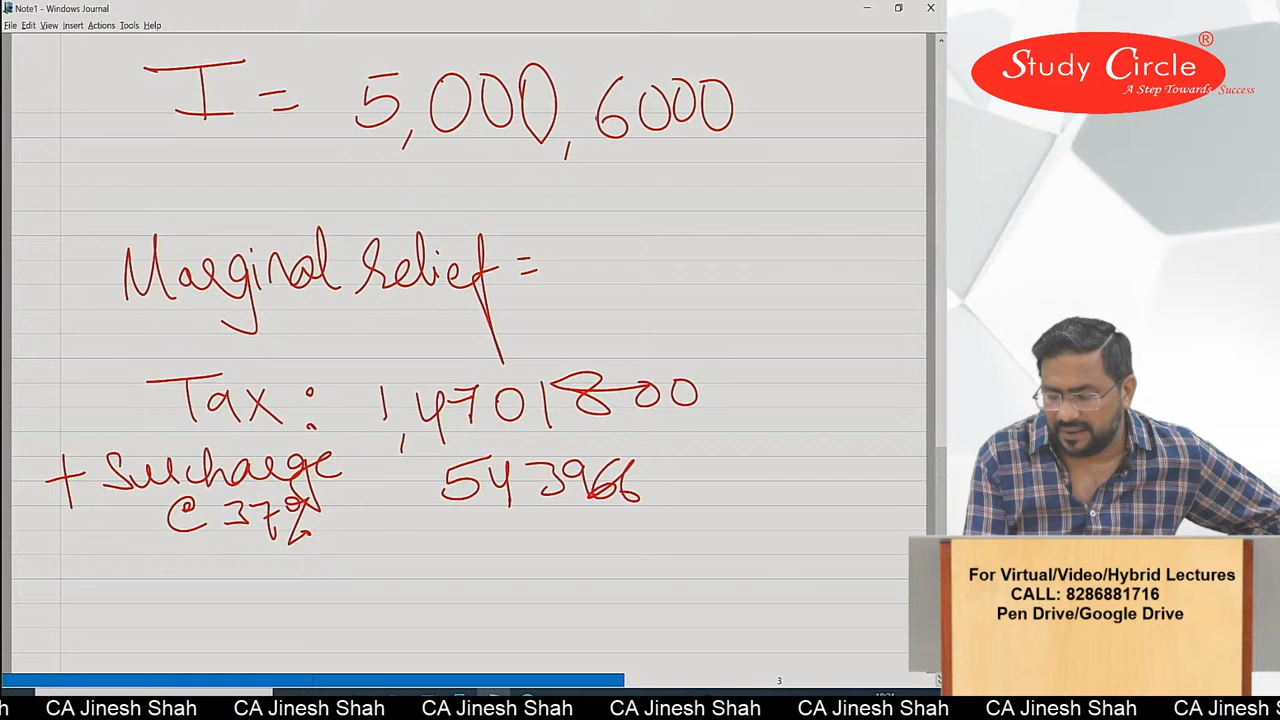 Note1 - Windows Journal
File Edit View Insert Actions Tools Help
I = 5,000,6000
Marginal relief =
Tax : 1,4701800
+ Surcharge 543966
@ 37%
3
Study Circle ®
A Step Towards Success
For Virtual/Video/Hybrid Lectures
CALL: 8286881716
Pen Drive/Google Drive
h CA Jinesh Shah CA Jinesh Shah CA Jinesh Shah CA Jinesh Shah CA Jinesh Shah CA Jinesh Shah CA Jinesh S